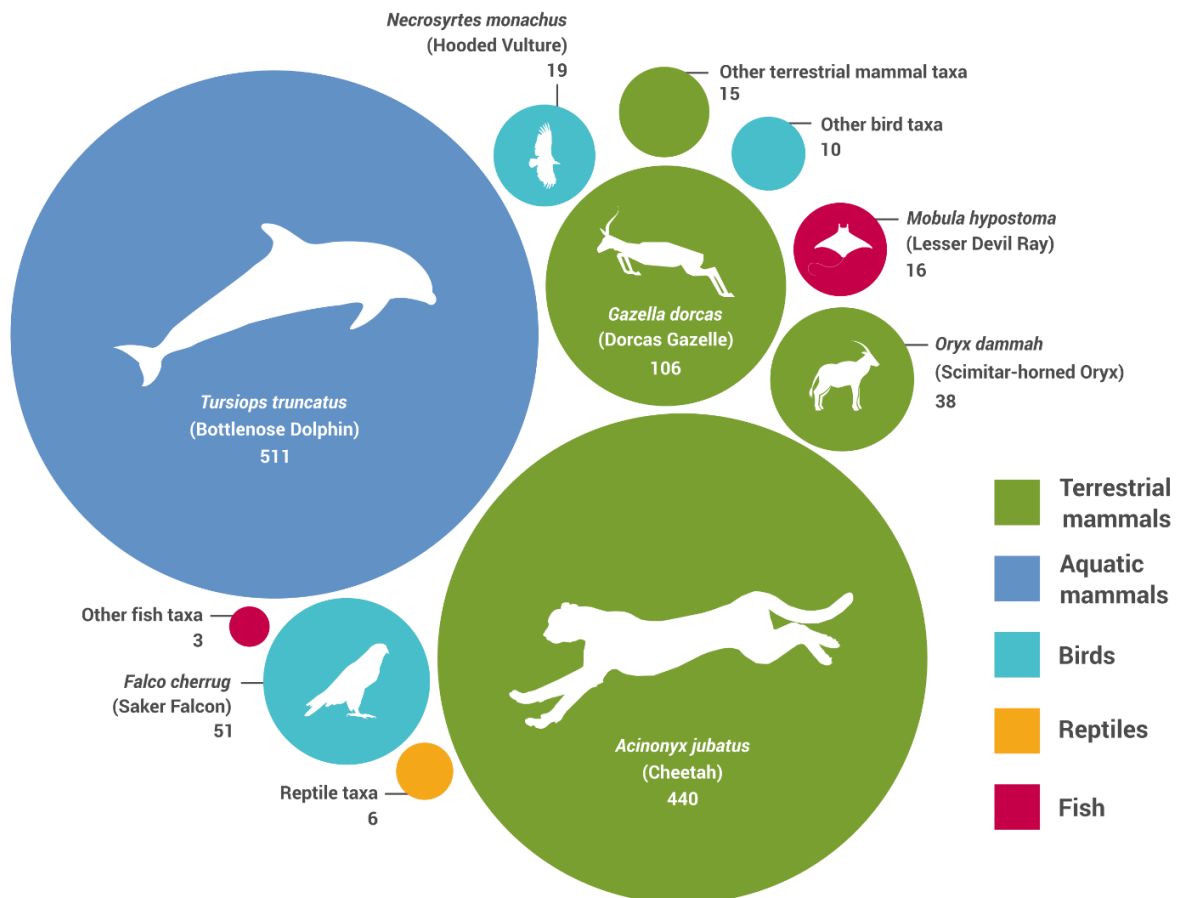 Necrosyrtes monachus
(Hooded Vulture)
19
Other terrestrial mammal taxa
15
Other bird taxa
10
Mobula hypostoma
(Lesser Devil Ray)
16
Gazella dorcas
(Dorcas Gazelle)
106
Oryx dammah
(Scimitar-horned Oryx)
38
Tursiops truncatus
(Bottlenose Dolphin)
511
Other fish taxa
3
Falco cherrug
(Saker Falcon)
51
Reptile taxa
6
Acinonyx jubatus
(Cheetah)
440
Terrestrial
mammals
Aquatic
mammals
Birds
Reptiles
Fish